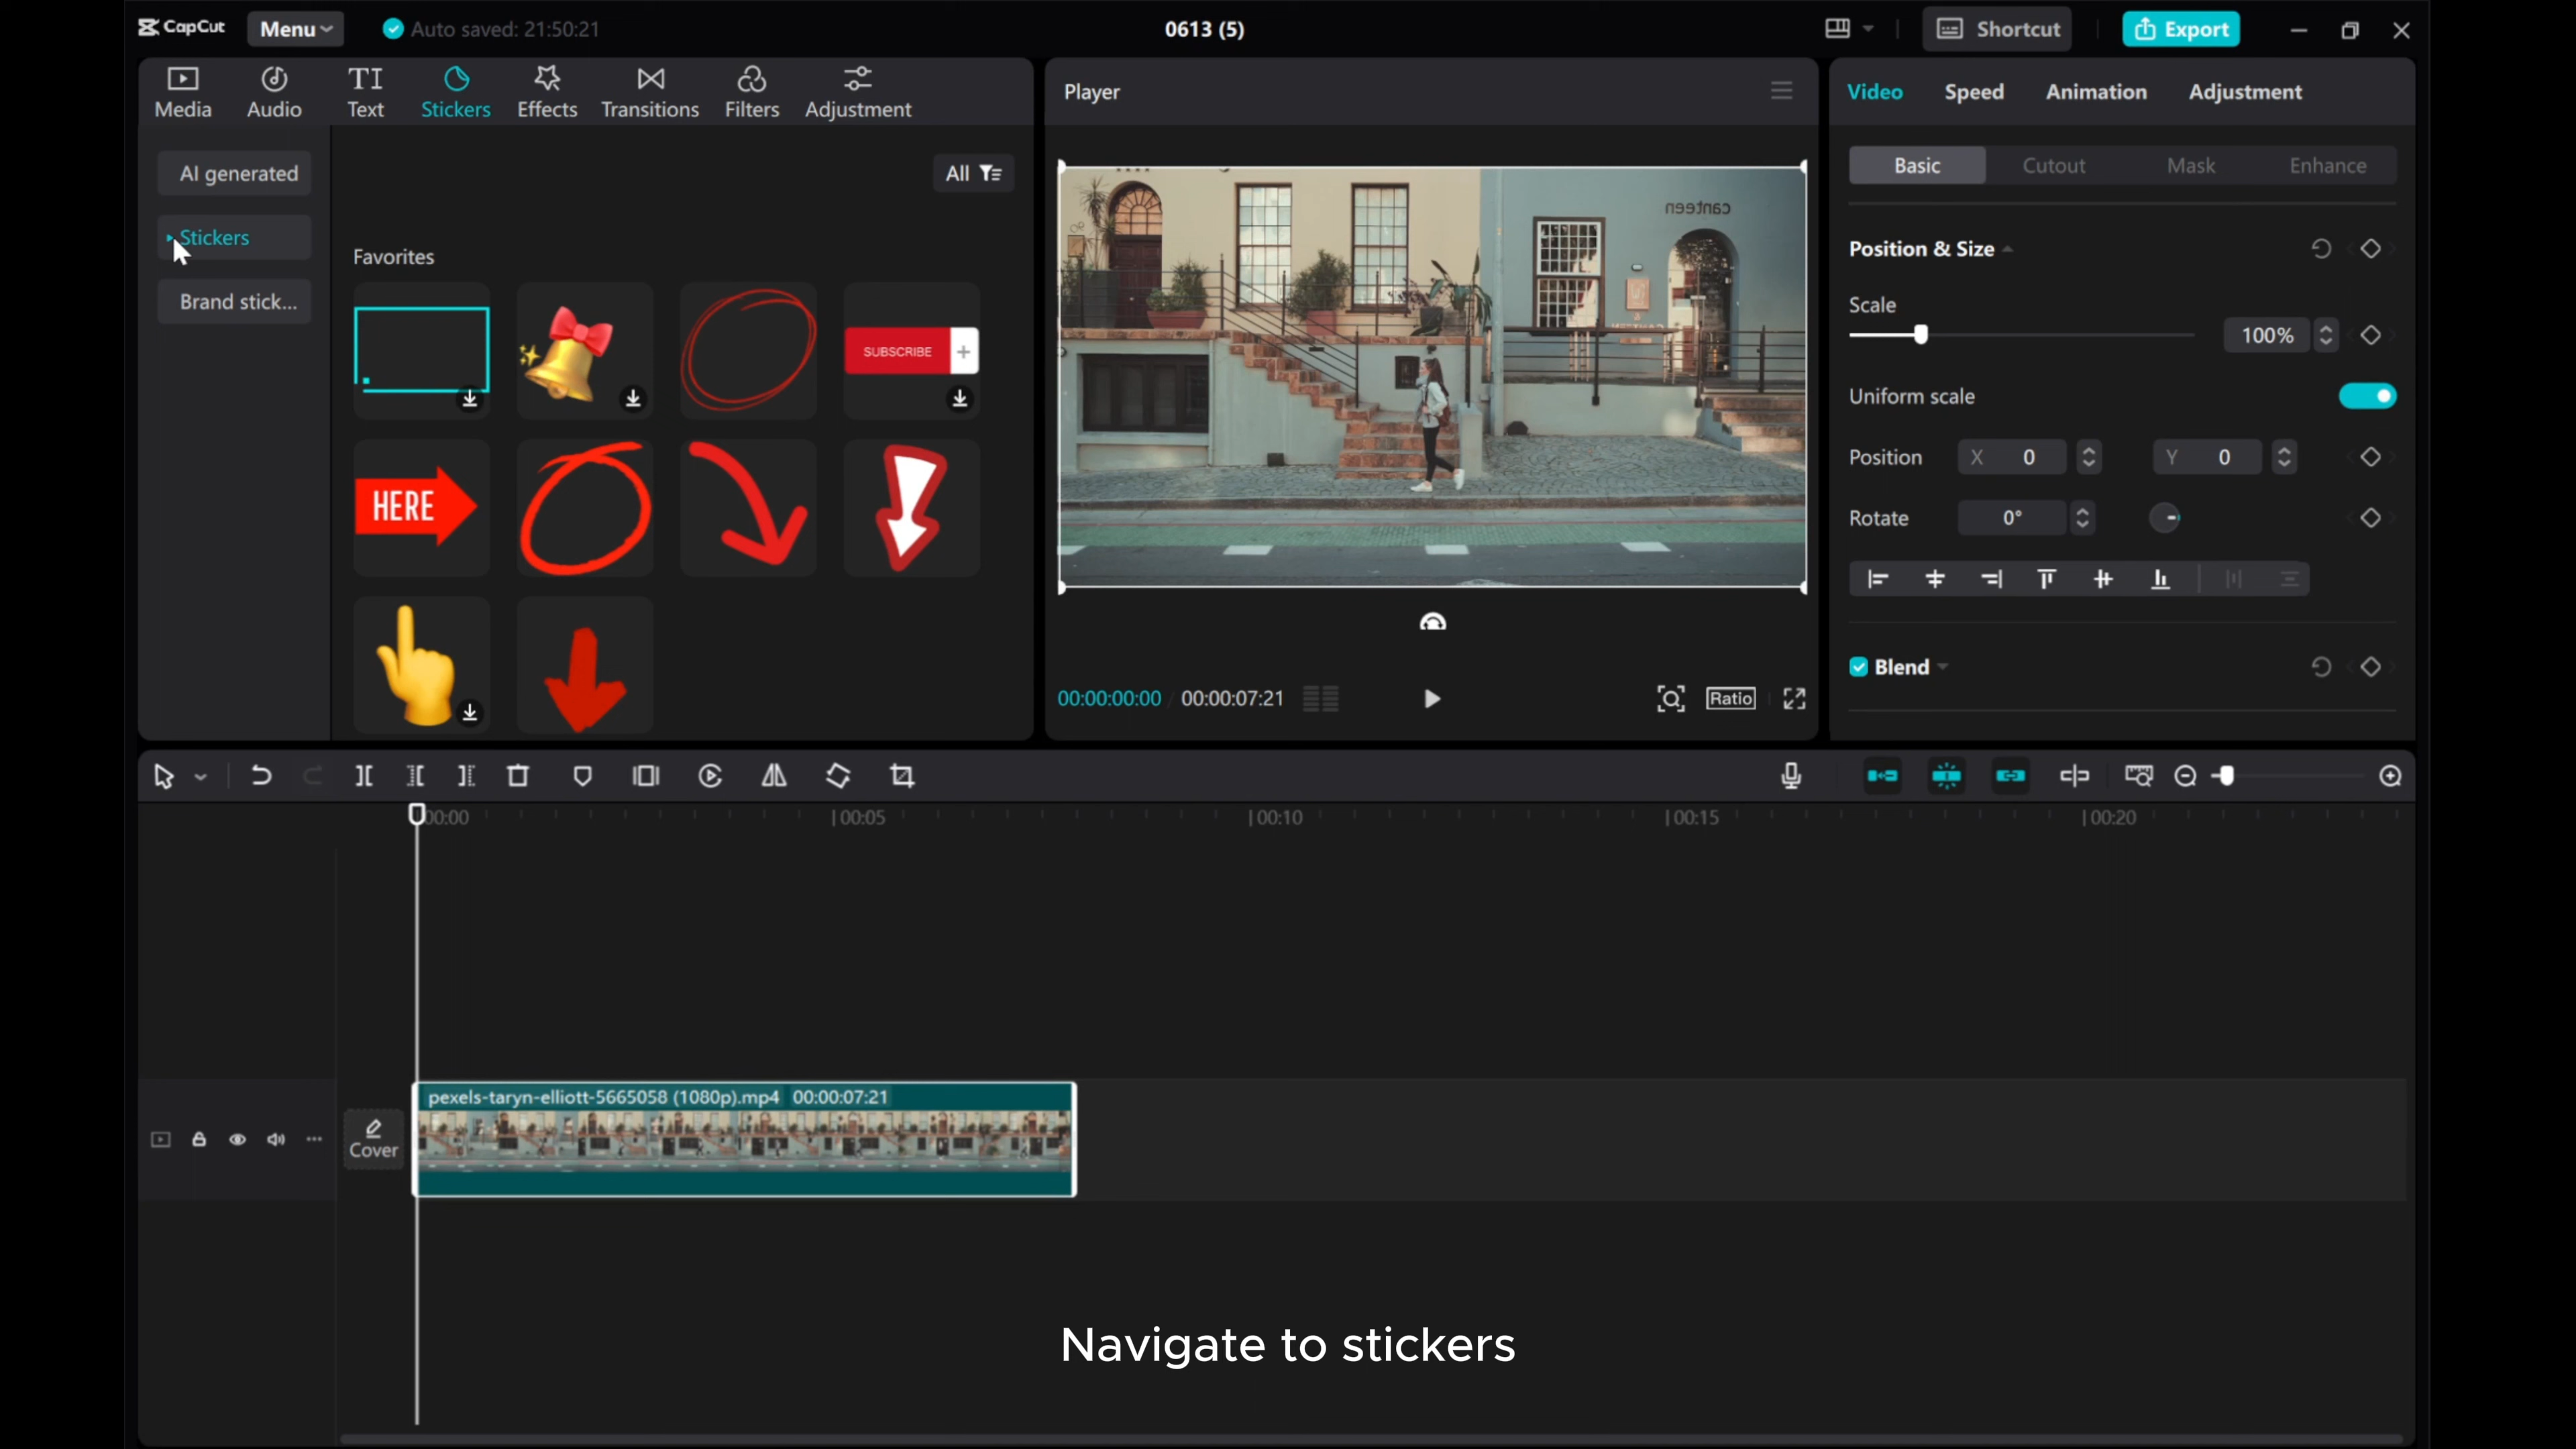 CapCut
Menu
Auto saved: 21:50:21
0613 (5)
Shortcut
Export
Media
Audio
TI
Text
Stickers
Effects
Transitions
Filters
Adjustment
AI generated
Stickers
Brand stick...
All
Favorites
SUBSCRIBE +
HERE
Player
canteen
00:00:00:00 / 00:00:07:21
Ratio
Video
Speed
Animation
Adjustment
Basic
Cutout
Mask
Enhance
Position & Size
Scale
100%
Uniform scale
Position X 0 Y 0
Rotate 0°
Blend
00:00
00:05
00:10
00:15
00:20
Cover
pexels-taryn-elliott-5665058 (1080p).mp4 00:00:07:21
Navigate to stickers